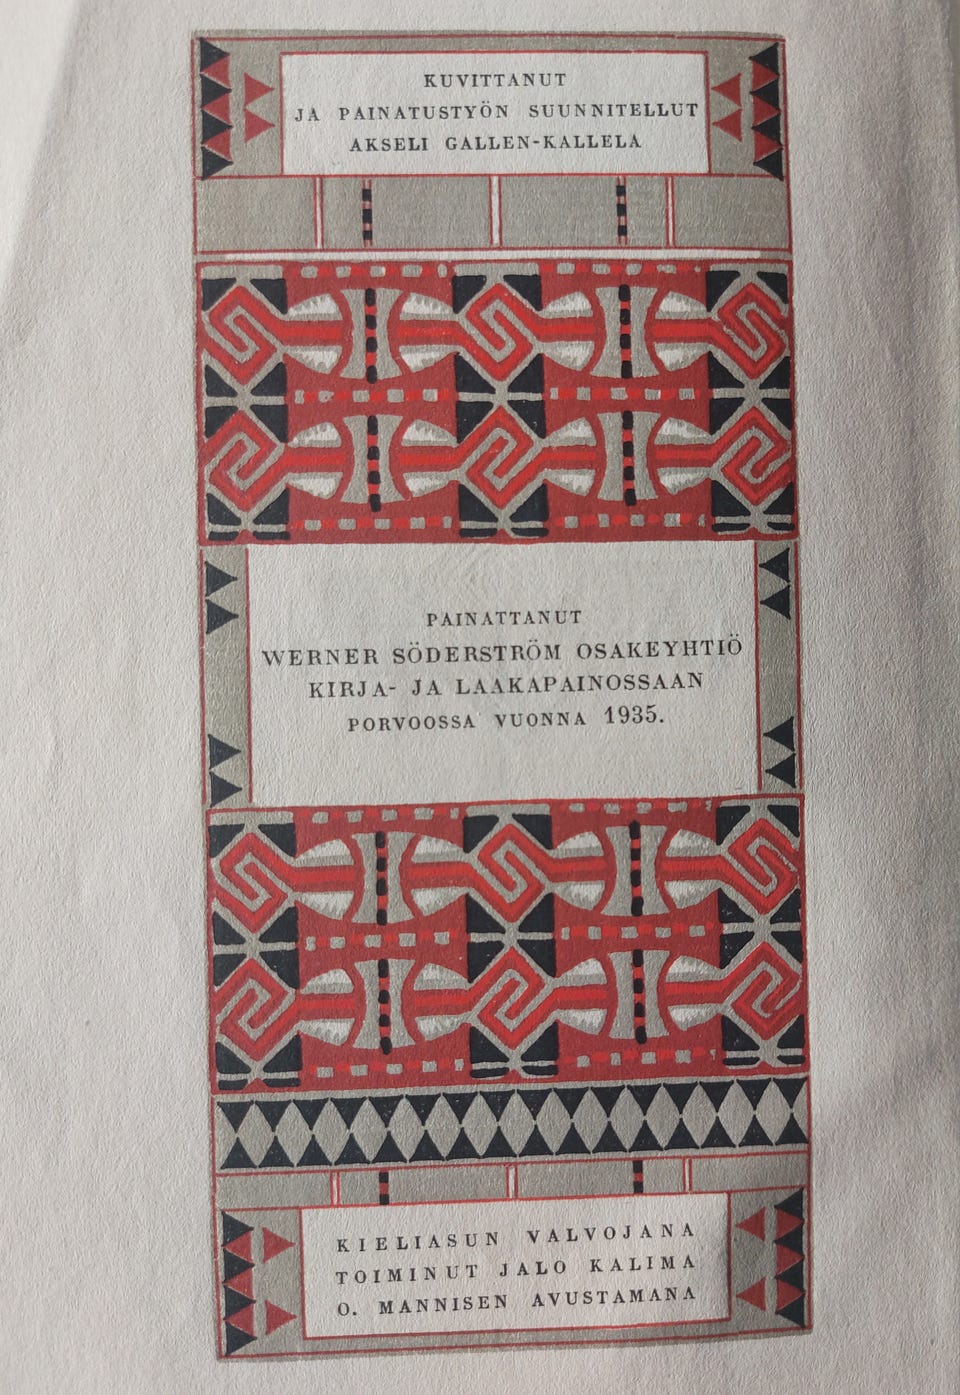 KUVITTANUT
JA PAINATUSTYÖN SUUNNITELLUT
AKSELI GALLEN-KALLELA
PAINATTANUT
WERNER SÖDERSTRÖM OSAKEYHTIÖ
KIRJA- JA LAAKAPAINOSSAAN
PORVOOSSA VUONNA 1935.
KIELIASUN VALVOJANA
TOIMINUT JALO KALIMA
O. MANNISEN AVUSTAMANA